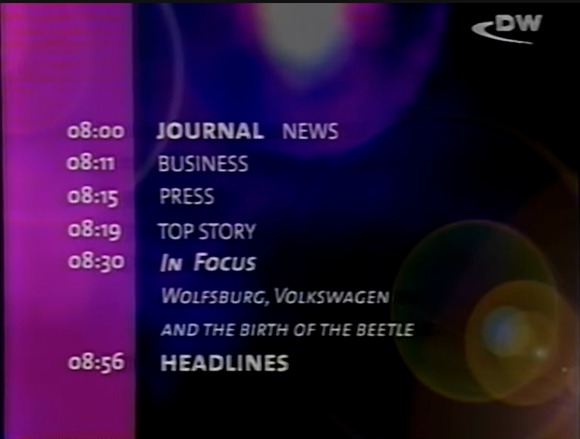 DW
08:00 JOURNAL NEWS
08:11 BUSINESS
08:15 PRESS
08:19 TOP STORY
08:30 IN FOCUS
WOLFSBURG, VOLKSWAGEN
AND THE BIRTH OF THE BEETLE
08:56 HEADLINES